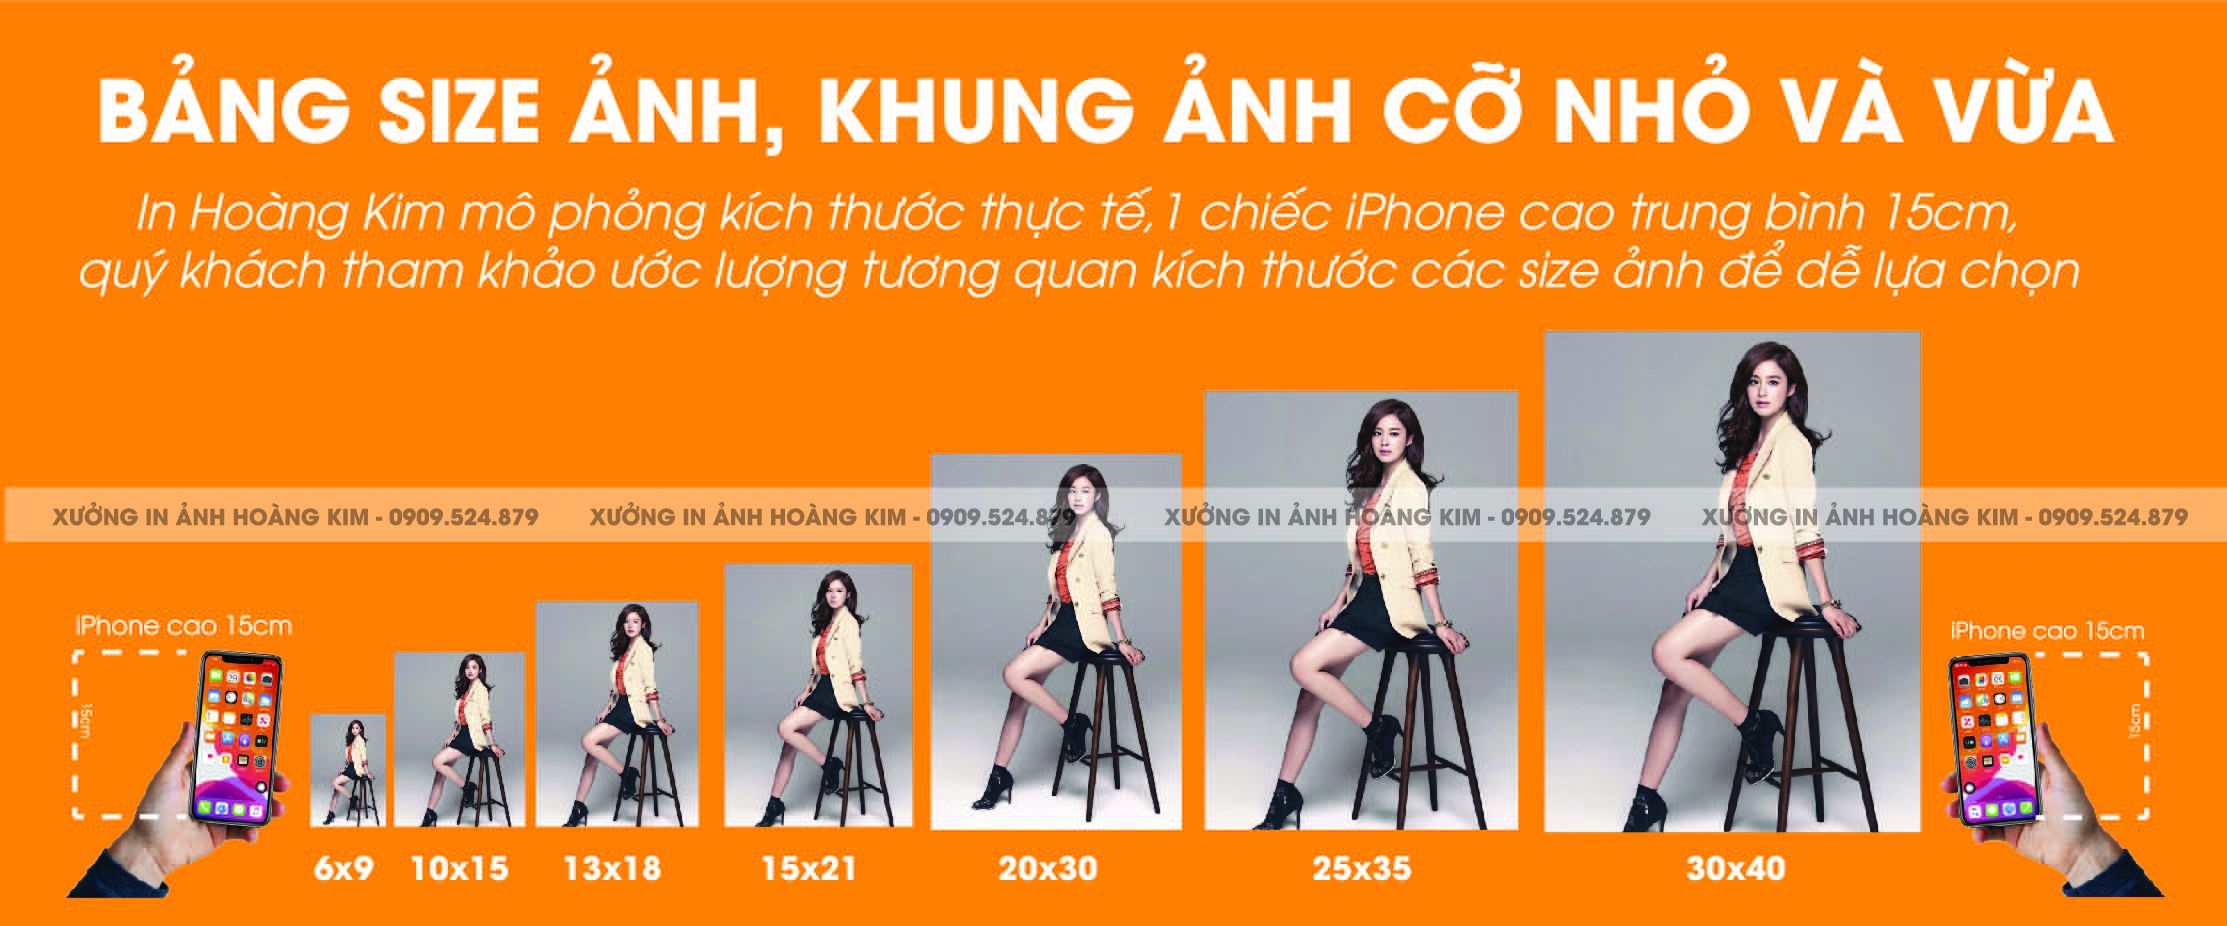 BẢNG SIZE ẢNH, KHUNG ẢNH CỠ NHỎ VÀ VỪA
In Hoàng Kim mô phỏng kích thước thực tế, 1 chiếc iPhone cao trung bình 15cm,
quý khách tham khảo ước lượng tương quan kích thước các size ảnh để dễ lựa chọn
XƯỞNG IN ẢNH HOÀNG KIM - 0909.524.879 XƯỞNG IN ẢNH HOÀNG KIM - 0909.524.879 XƯỞNG IN ẢNH HOÀNG KIM - 0909.524.879 XƯỞNG IN ẢNH HOÀNG KIM - 0909.524.879
iPhone cao 15cm
15cm
iPhone cao 15cm
15cm
6x9 10x15 13x18 15x21 20x30 25x35 30x40